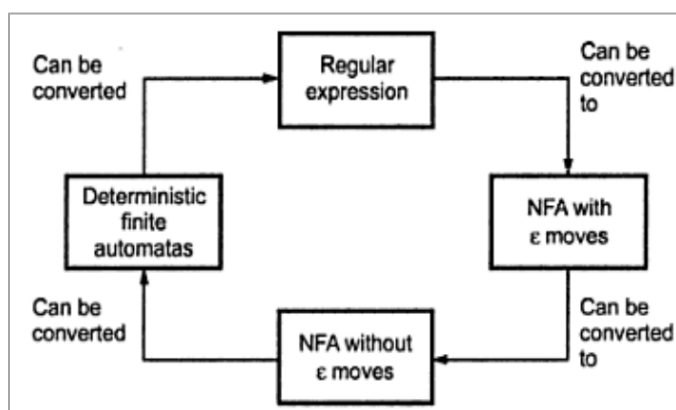 Can be
converted
Regular
expression
Can be
converted
to
Deterministic
finite
automatas
NFA with
ε moves
Can be
converted
NFA without
ε moves
Can be
converted
to